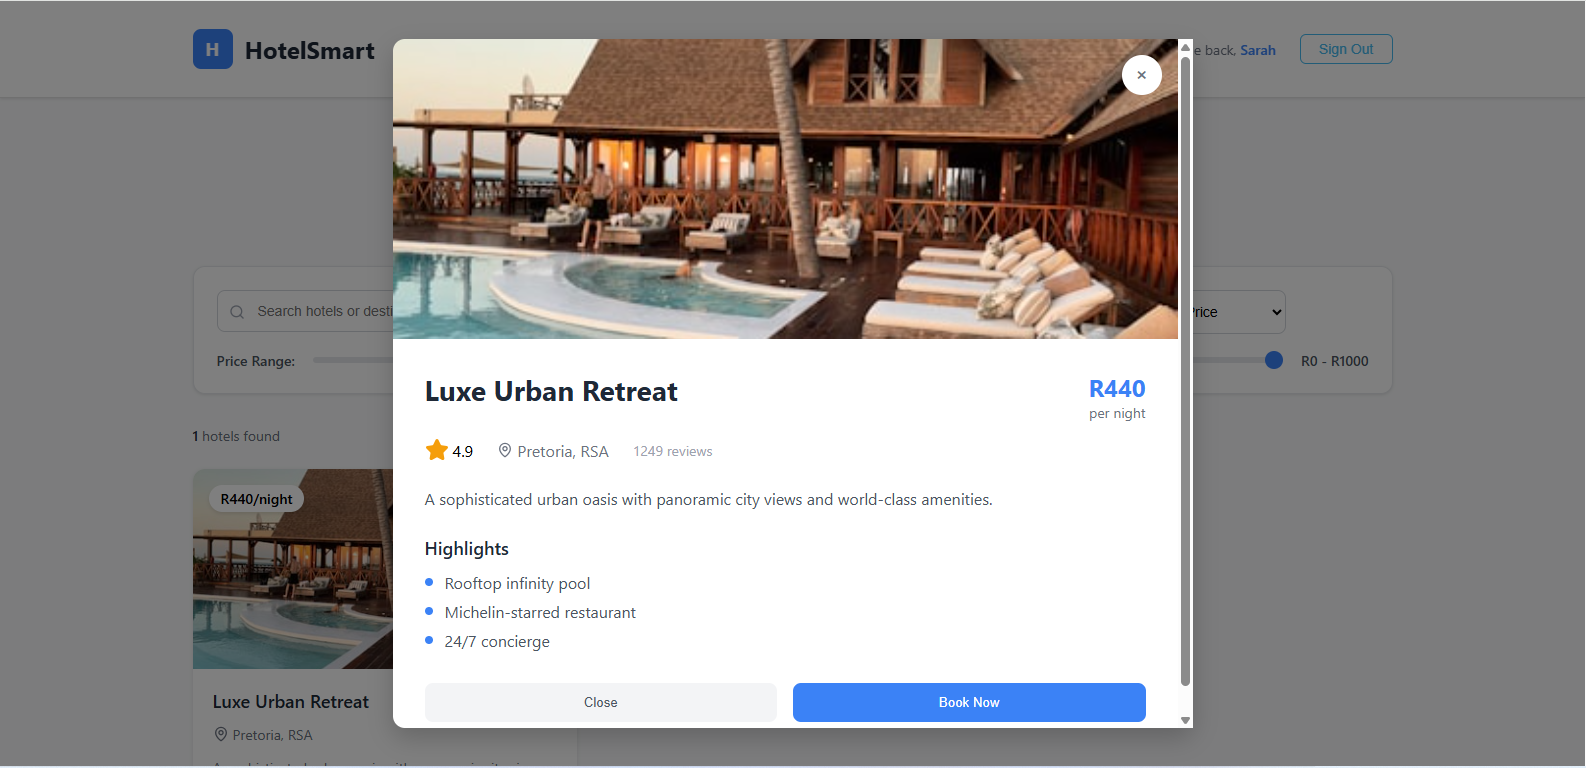 H HotelSmart
e back, Sarah
Sign Out
×
Search hotels or desti
Price
Price Range:
R0 - R1000
1 hotels found
R440/night
Luxe Urban Retreat
Pretoria, RSA
Luxe Urban Retreat
R440
per night
4.9 Pretoria, RSA 1249 reviews
A sophisticated urban oasis with panoramic city views and world-class amenities.
Highlights
Rooftop infinity pool
Michelin-starred restaurant
24/7 concierge
Close
Book Now